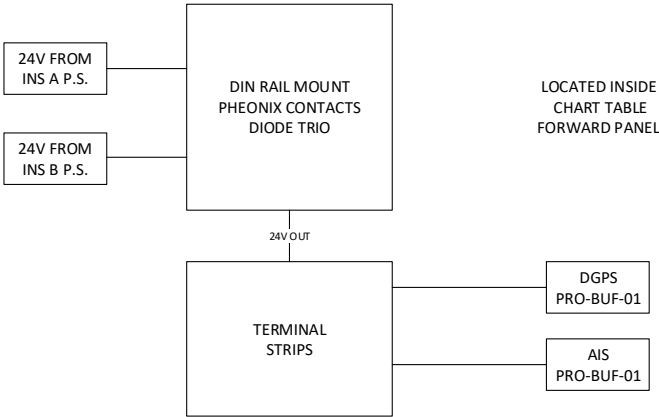 24V FROM
INS A P.S.
DIN RAIL MOUNT
PHEONIX CONTACTS
DIODE TRIO
LOCATED INSIDE
CHART TABLE
FORWARD PANEL
24V FROM
INS B P.S.
24V OUT
TERMINAL
STRIPS
DGPS
PRO-BUF-01
AIS
PRO-BUF-01